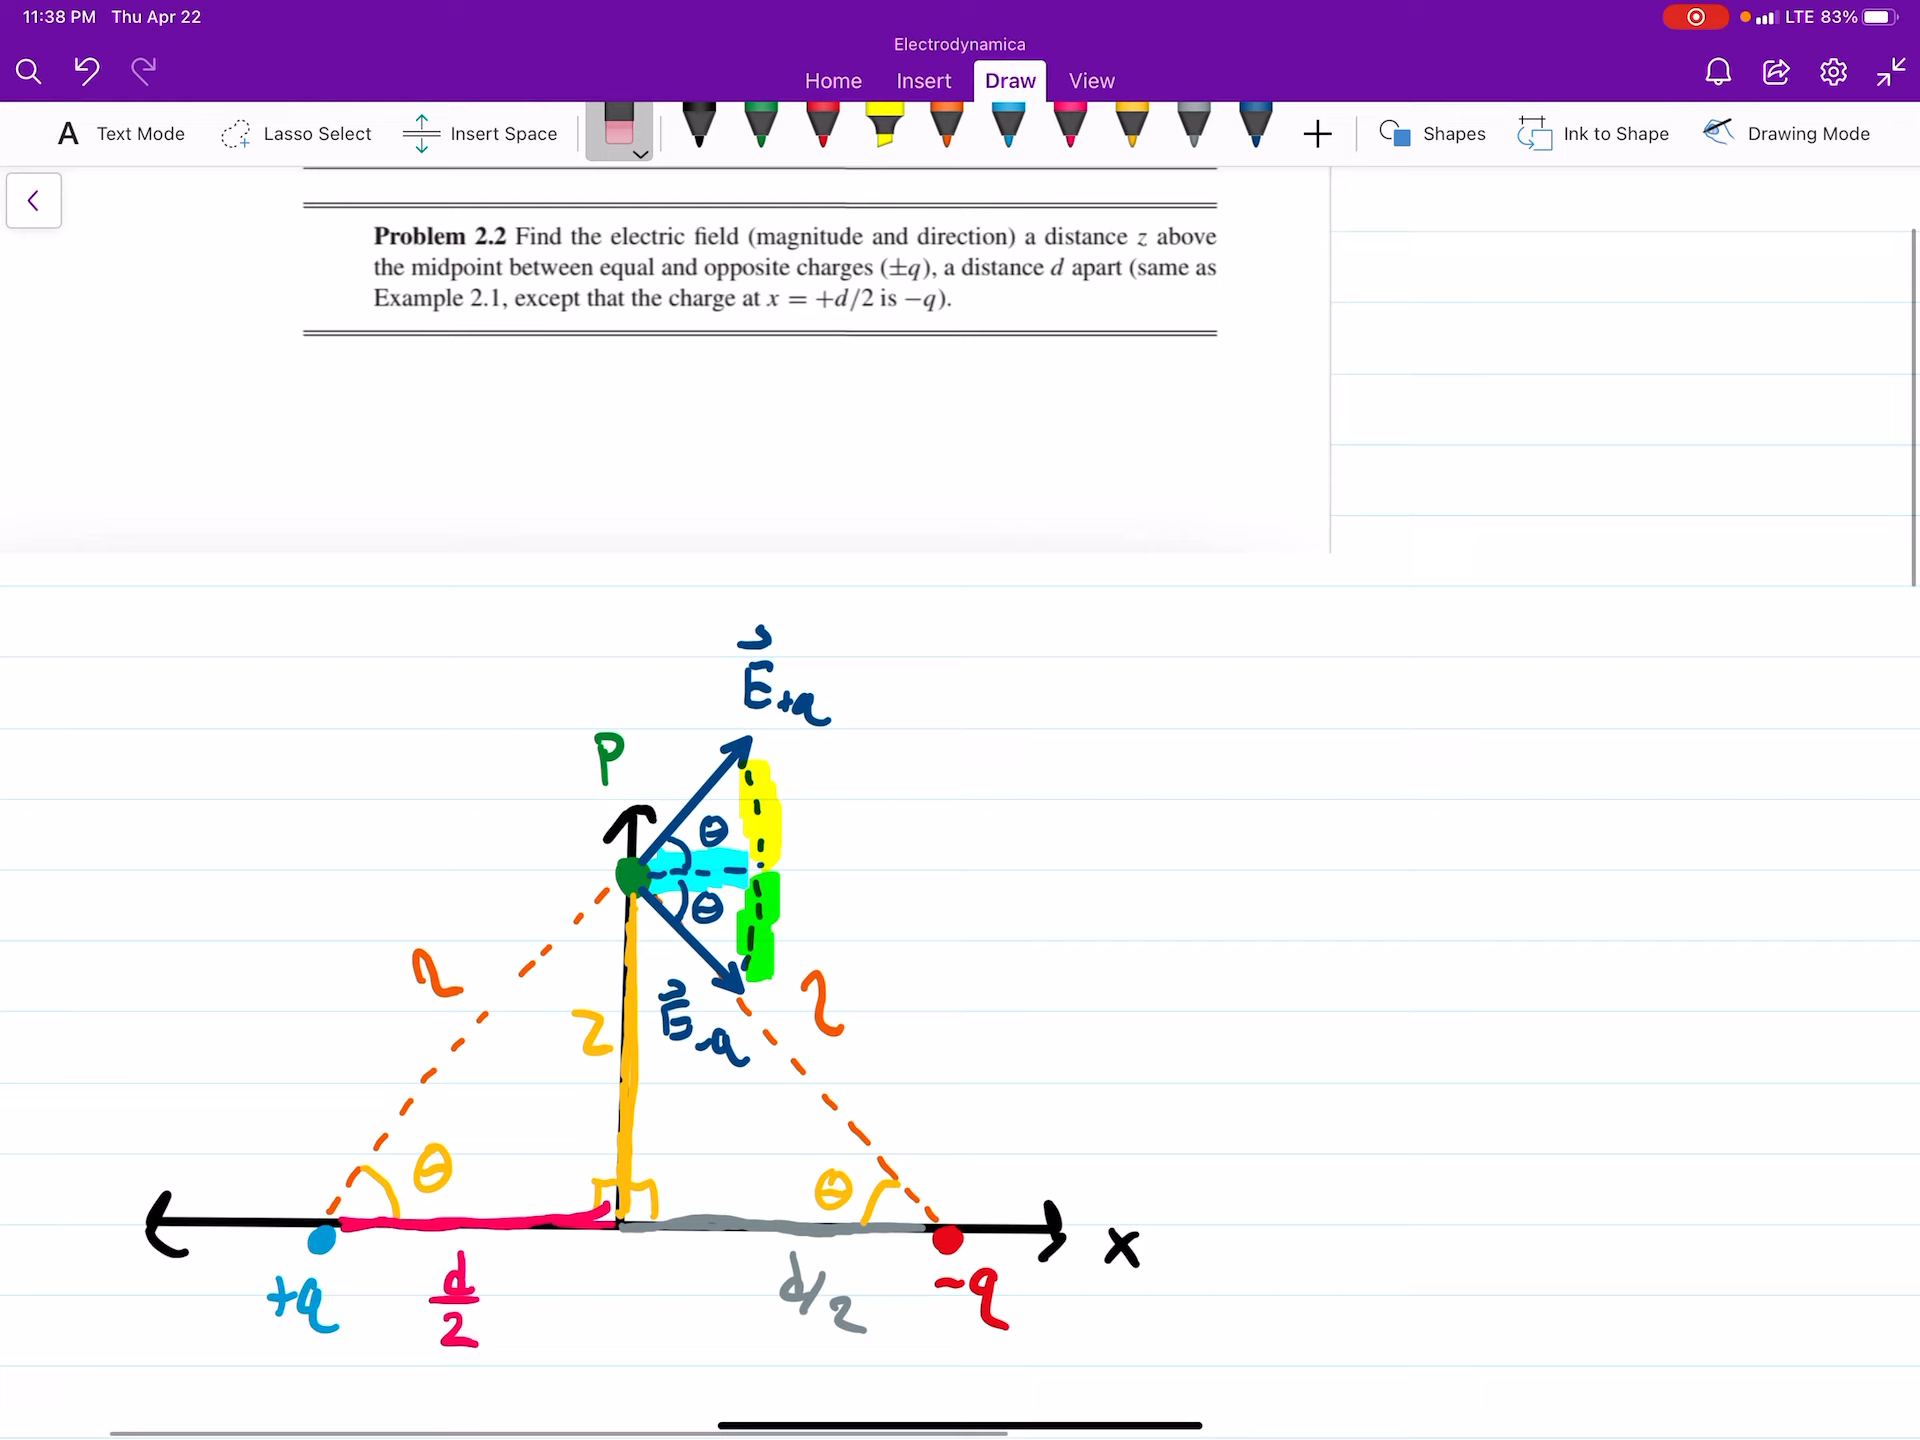 11:38 PM Thu Apr 22
LTE 83%
Electrodynamica
Home Insert Draw View
A Text Mode Lasso Select Insert Space Shapes Ink to Shape Drawing Mode
Problem 2.2 Find the electric field (magnitude and direction) a distance z above
the midpoint between equal and opposite charges (±q), a distance d apart (same as
Example 2.1, except that the charge at x = +d/2 is −q).
E+q
P
θ
θ
r
r
z
E-q
θ
θ
x
+q
d/2
d/2
-q